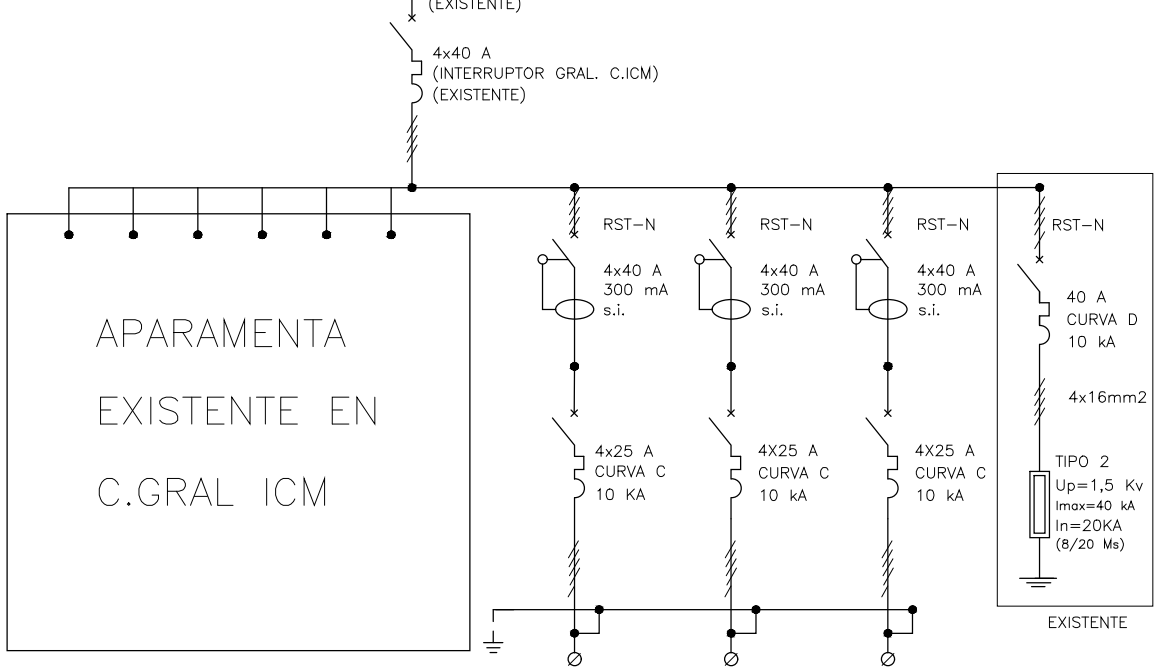 (EXISTENTE)
4x40 A
(INTERRUPTOR GRAL. C.ICM)
(EXISTENTE)
APARAMENTA
EXISTENTE EN
C.GRAL ICM
RST-N
4x40 A
300 mA
s.i.
4x25 A
CURVA C
10 KA
RST-N
4x40 A
300 mA
s.i.
4X25 A
CURVA C
10 kA
RST-N
4x40 A
300 mA
s.i.
4X25 A
CURVA C
10 kA
RST-N
40 A
CURVA D
10 kA
4x16mm2
TIPO 2
Up=1,5 Kv
Imax=40 kA
In=20KA
(8/20 Ms)
EXISTENTE